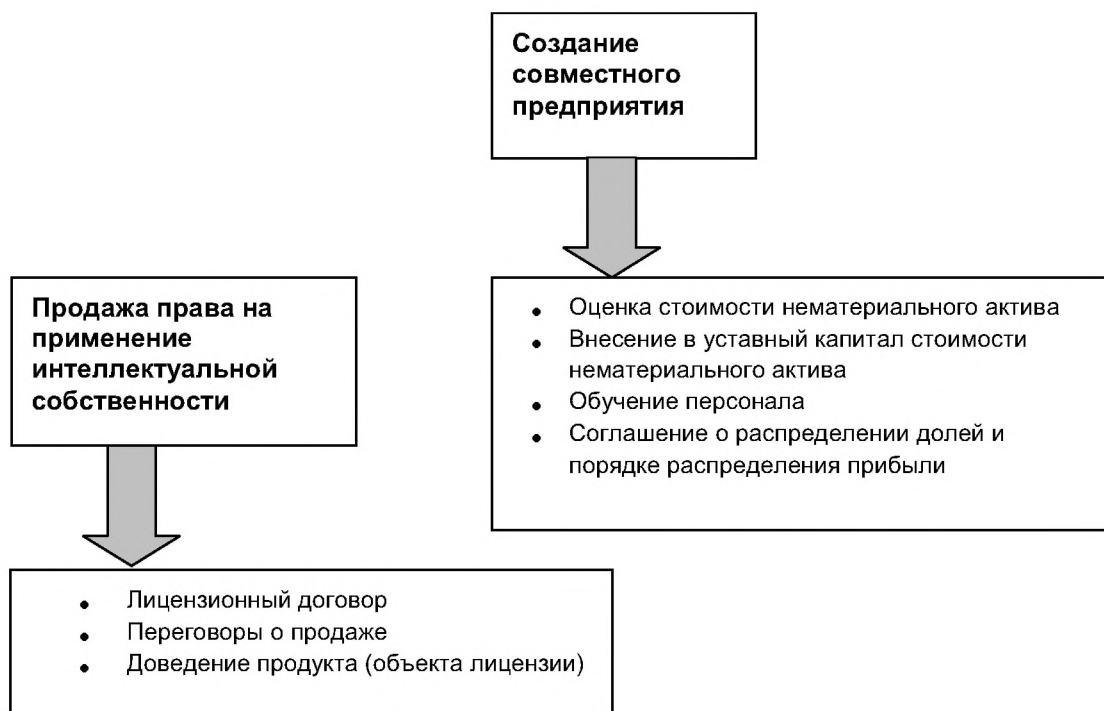 Создание
совместного
предприятия
Продажа права на
применение
интеллектуальной
собственности
• Оценка стоимости нематериального актива
• Внесение в уставный капитал стоимости
нематериального актива
• Обучение персонала
• Соглашение о распределении долей и
порядке распределения прибыли
• Лицензионный договор
• Переговоры о продаже
• Доведение продукта (объекта лицензии)